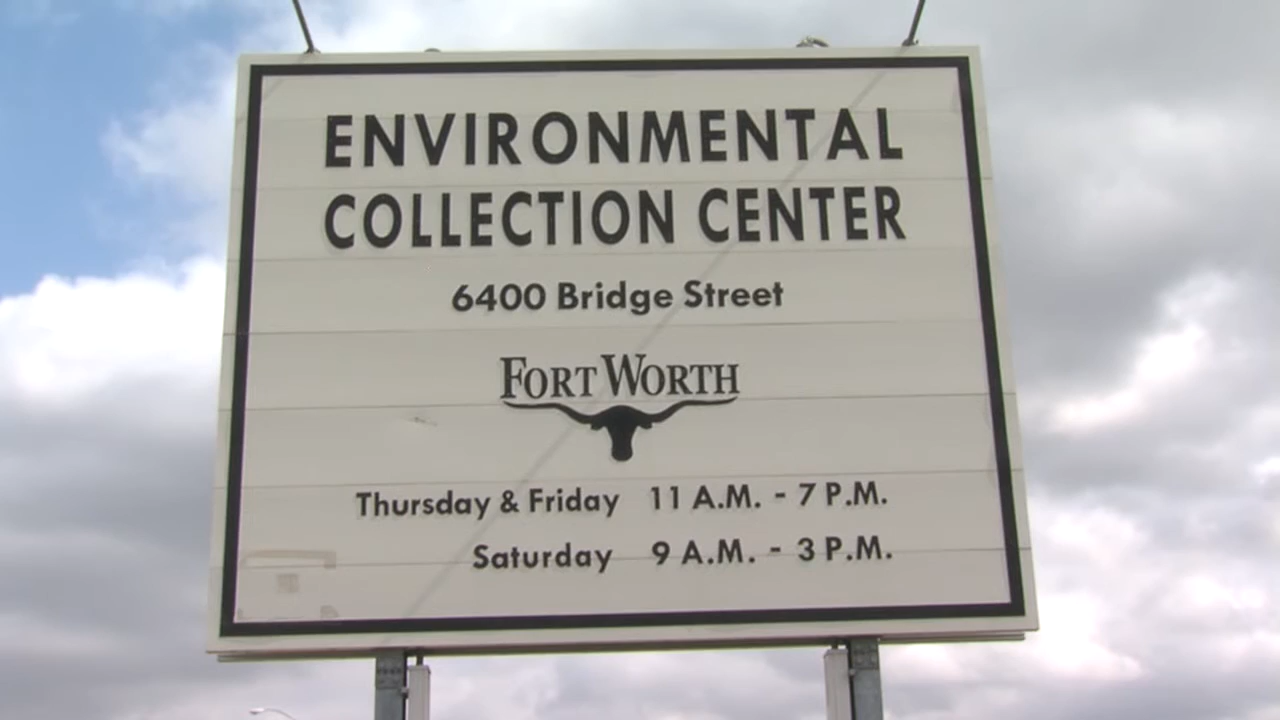 ENVIRONMENTAL
COLLECTION CENTER
6400 Bridge Street
FORT WORTH
Thursday & Friday 11 A.M. - 7 P.M.
Saturday 9 A.M. - 3 P.M.